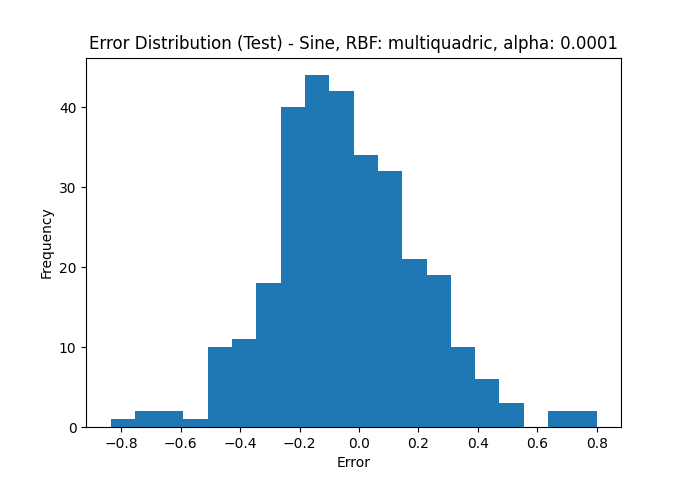 Error Distribution (Test) - Sine, RBF: multiquadric, alpha: 0.0001
40
30
20
10
0
Frequency
−0.8 −0.6 −0.4 −0.2 0.0 0.2 0.4 0.6 0.8
Error